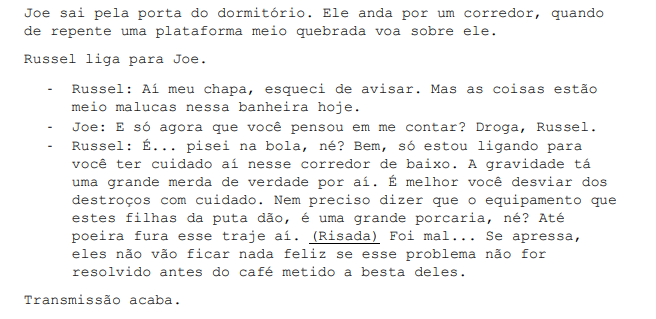 Joe sai pela porta do dormitório. Ele anda por um corredor, quando
de repente uma plataforma meio quebrada voa sobre ele.
Russel liga para Joe.
- Russel: Aí meu chapa, esqueci de avisar. Mas as coisas estão
meio malucas nessa banheira hoje.
- Joe: E só agora que você pensou em me contar? Droga, Russel.
- Russel: É... pisei na bola, né? Bem, só estou ligando para
você ter cuidado aí nesse corredor de baixo. A gravidade tá
uma grande merda de verdade por aí. É melhor você desviar dos
destroços com cuidado. Nem preciso dizer que o equipamento que
estes filhas da puta dão, é uma grande porcaria, né? Até
poeira fura esse traje aí. (Risada) Foi mal... Se apressa,
eles não vão ficar nada feliz se esse problema não for
resolvido antes do café metido a besta deles.
Transmissão acaba.